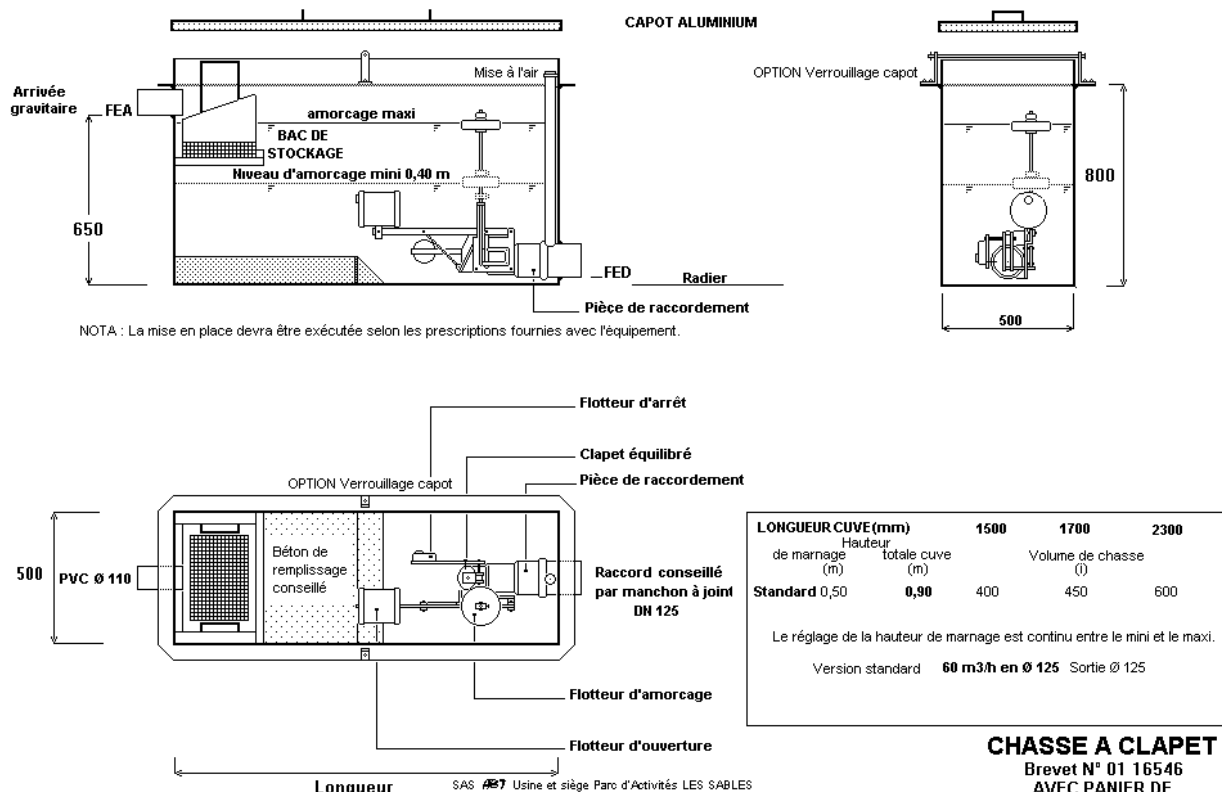 CAPOT ALUMINIUM
Mise à l'air
OPTION Verrouillage capot
Arrivée
gravitaire
FEA
amorcage maxi
BAC DE
STOCKAGE
Niveau d'amorcage mini 0,40 m
650
800
FED
Radier
Pièce de raccordement
500
NOTA : La mise en place devra être exécutée selon les prescriptions fournies avec l'équipement.
Flotteur d'arrêt
Clapet équilibré
OPTION Verrouillage capot
Pièce de raccordement
500
PVC Ø 110
Béton de
remplissage
conseillé
Raccord conseillé
par manchon à joint
DN 125
Flotteur d'amorcage
Flotteur d'ouverture
LONGUEUR CUVE (mm) 1500 1700 2300
Hauteur
de marnage totale cuve Volume de chasse
(m) (m) (l)
Standard 0,50 0,90 400 450 600
Le réglage de la hauteur de marnage est continu entre le mini et le maxi.
Version standard 60 m3/h en Ø 125 Sortie Ø 125
CHASSE A CLAPET
Brevet N° 01 16546
AVEC PANIER DE
Longueur
SAS Usine et siège Parc d'Activités LES SABLES